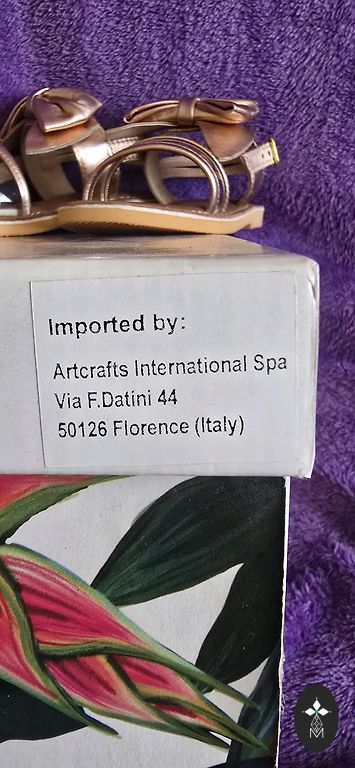 Imported by:
Artcrafts International Spa
Via F.Datini 44
50126 Florence (Italy)
M